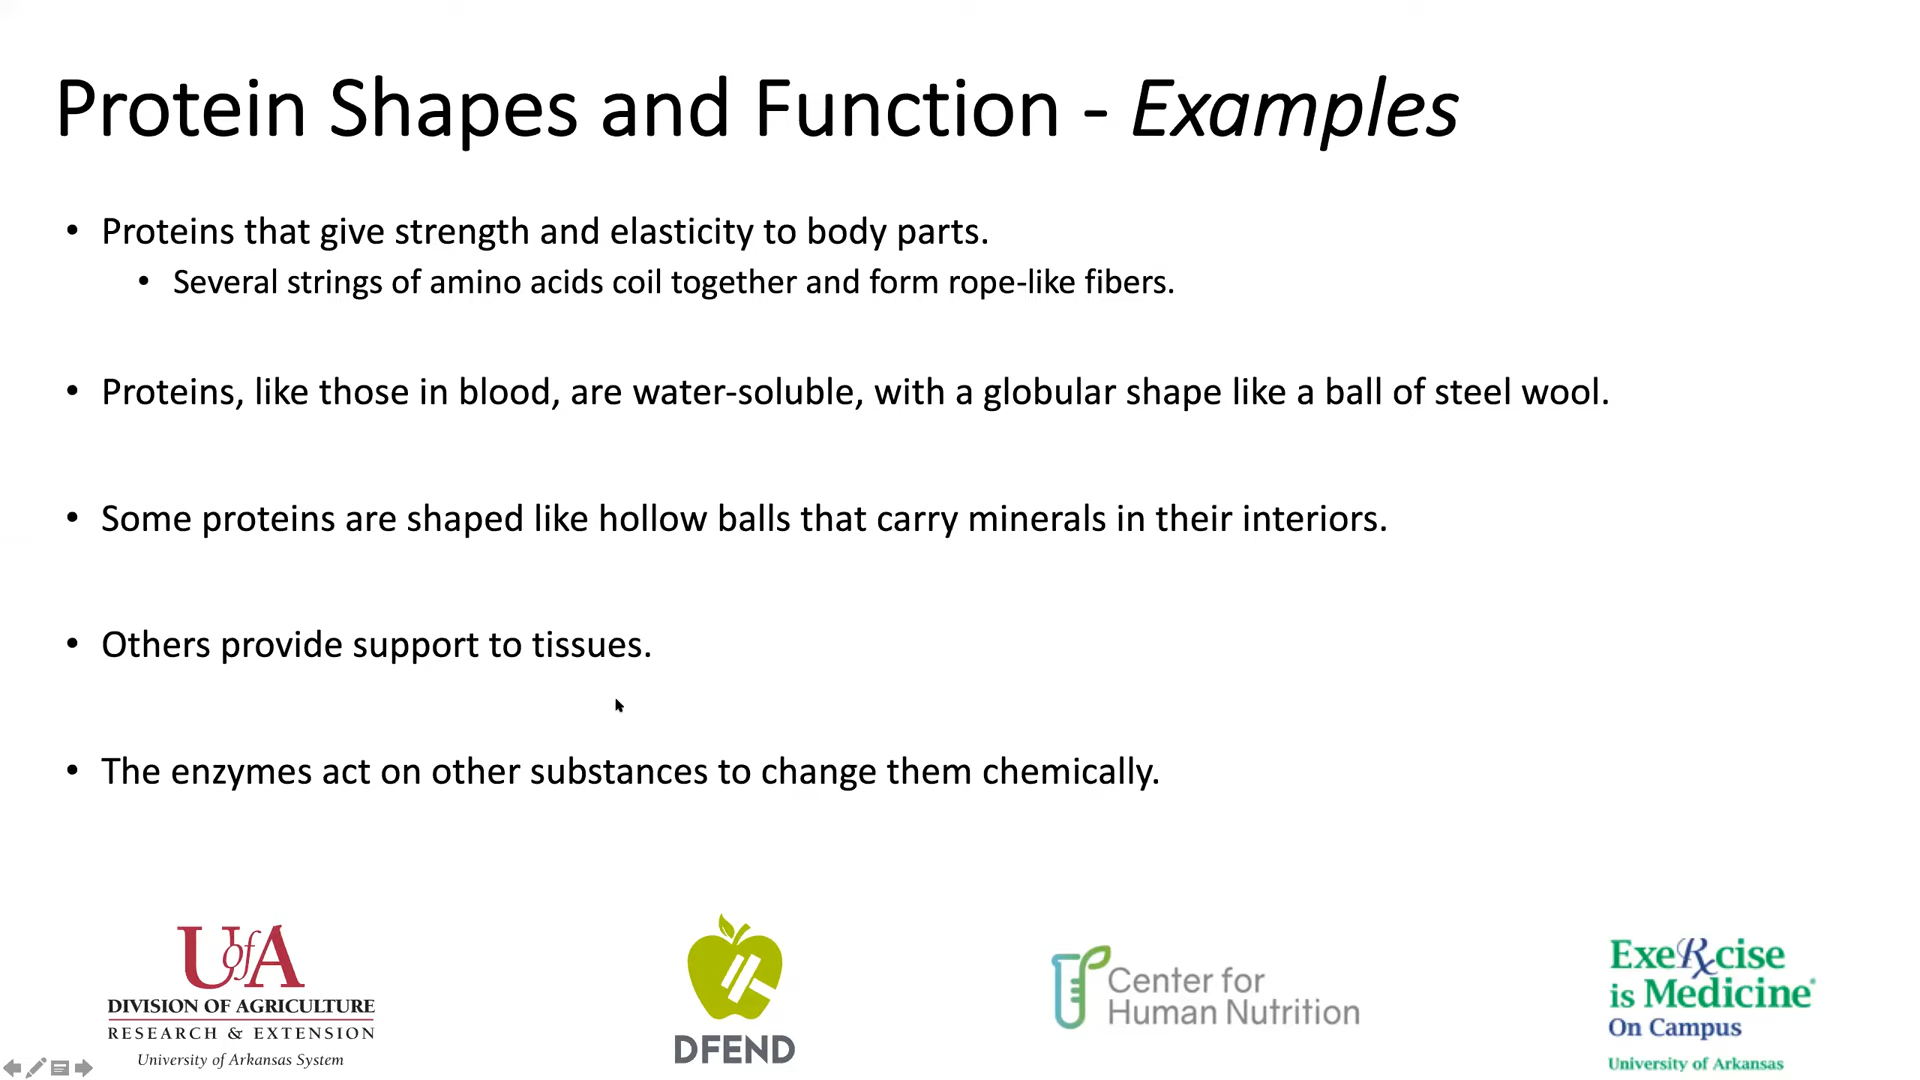 Protein Shapes and Function - Examples
• Proteins that give strength and elasticity to body parts.
• Several strings of amino acids coil together and form rope-like fibers.
• Proteins, like those in blood, are water-soluble, with a globular shape like a ball of steel wool.
• Some proteins are shaped like hollow balls that carry minerals in their interiors.
• Others provide support to tissues.
• The enzymes act on other substances to change them chemically.
UofA
DIVISION OF AGRICULTURE
RESEARCH & EXTENSION
University of Arkansas System
DFEND
Center for
Human Nutrition
ExeRxcise
is Medicine®
On Campus
University of Arkansas